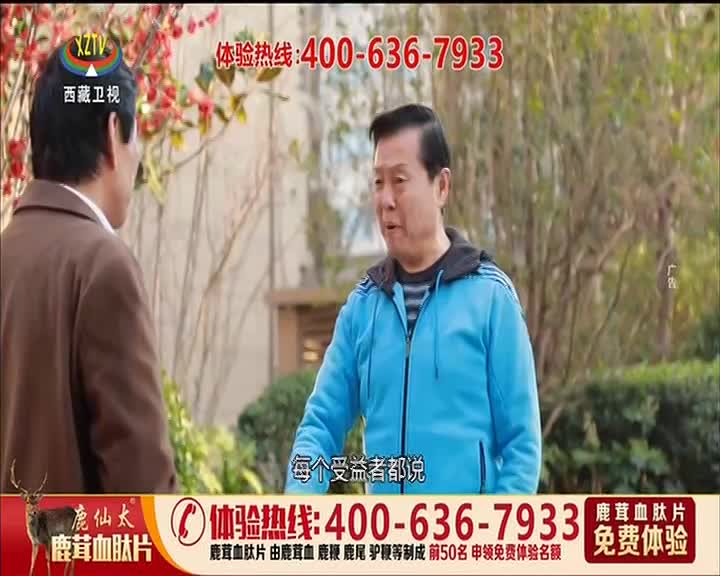 体验热线:400-636-7933
XZTV
西藏卫视
广告
每个受益者都说
鹿仙太®
鹿茸血肽片
体验热线:400-636-7933
鹿茸血肽片 由鹿茸血 鹿鞭 鹿尾 驴鞭等制成 前50名 申领免费体验名额
鹿茸血肽片
免费体验